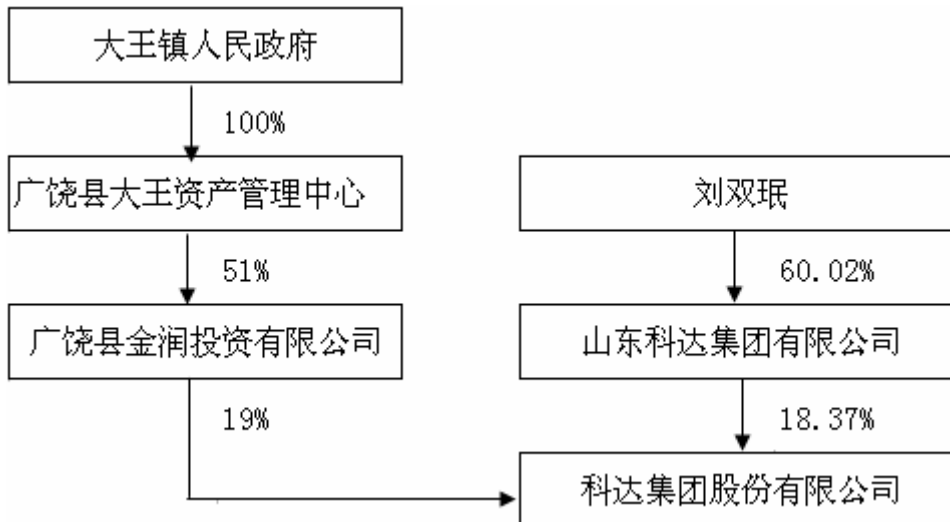 大王镇人民政府
100%
广饶县大王资产管理中心
刘双珉
51%
60.02%
广饶县金润投资有限公司
山东科达集团有限公司
19%
18.37%
科达集团股份有限公司